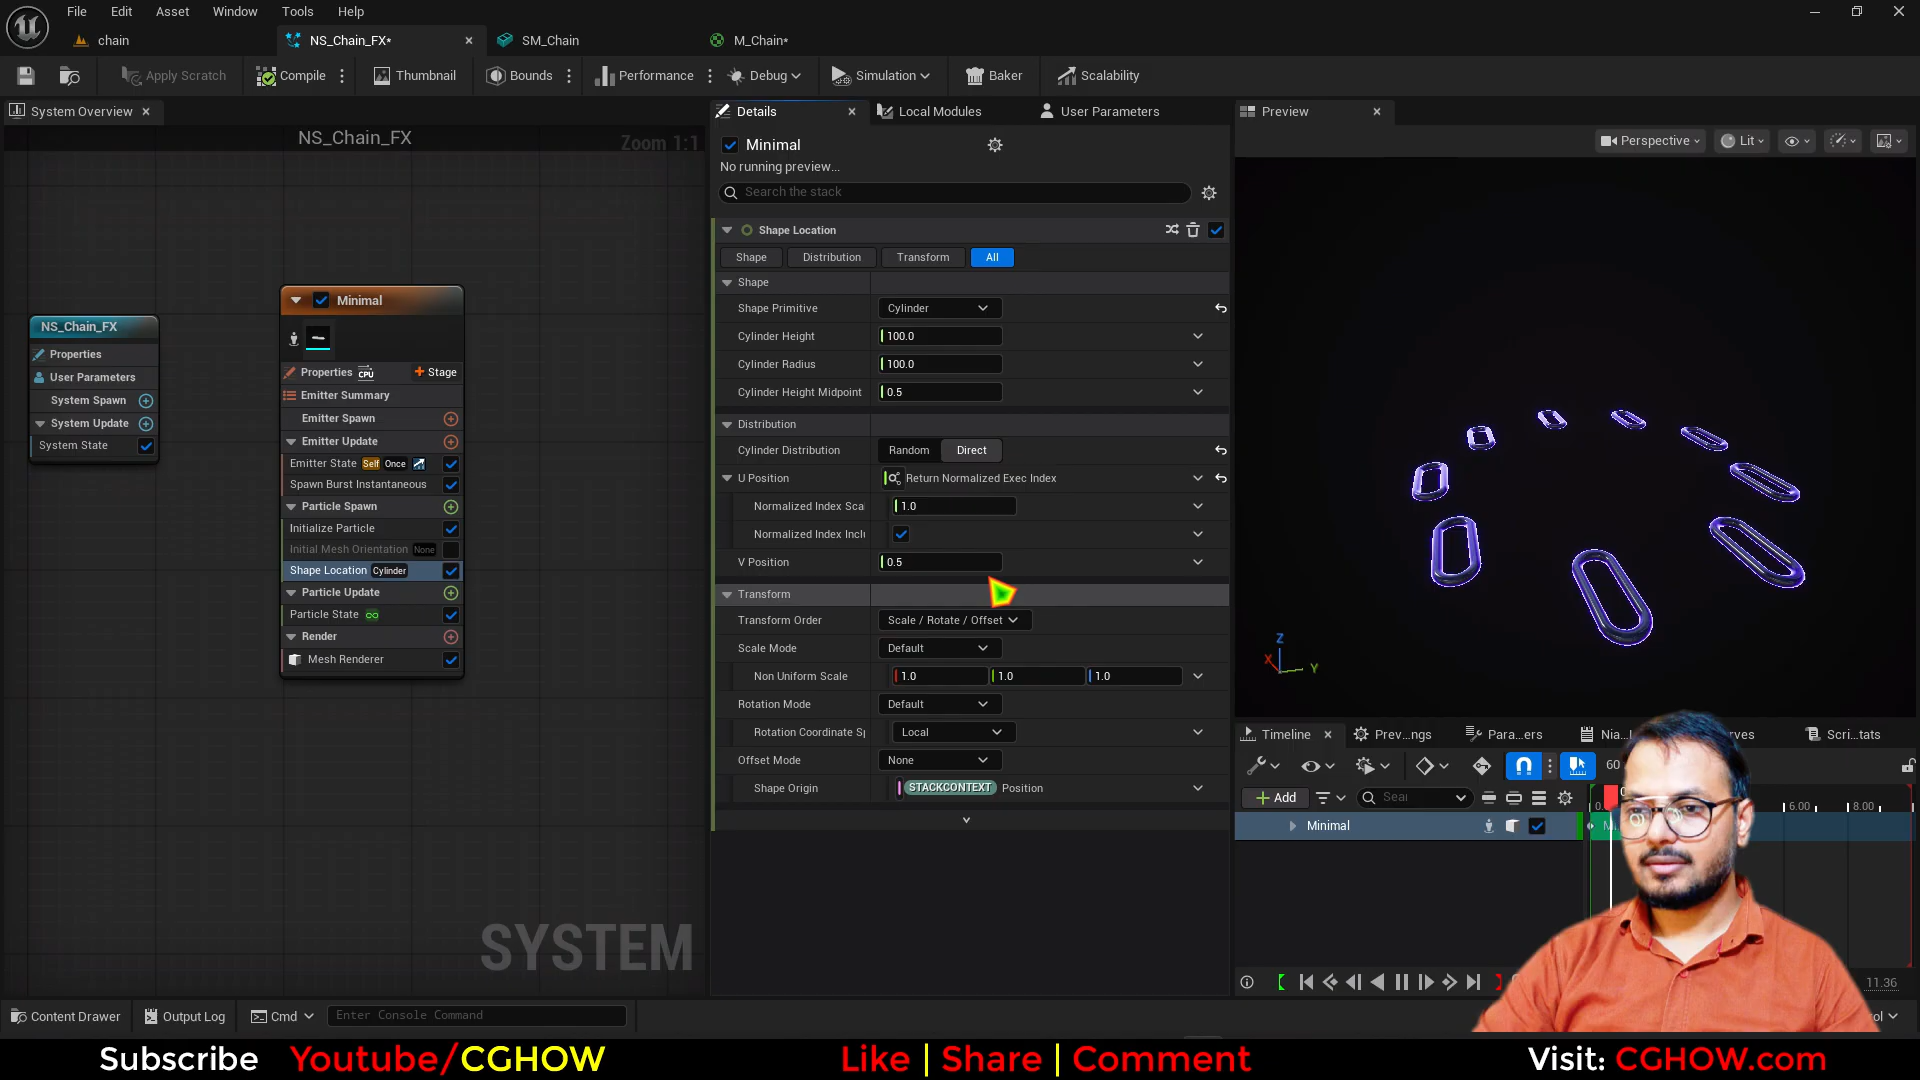 File Edit Asset Window Tools Help
chain NS_Chain_FX* SM_Chain M_Chain*
Apply Scratch Compile Thumbnail Bounds Performance Debug Simulation Baker Scalability
System Overview
NS_Chain_FX
Zoom 1:1
NS_Chain_FX
Properties
User Parameters
System Spawn
System Update
System State
Minimal
Properties CPU Stage
Emitter Summary
Emitter Spawn
Emitter Update
Emitter State Self Once
Spawn Burst Instantaneous
Particle Spawn
Initialize Particle
Initial Mesh Orientation None
Shape Location Cylinder
Particle Update
Particle State
Render
Mesh Renderer
SYSTEM
Details Local Modules User Parameters
Minimal
No running preview...
Search the stack
Shape Location
Shape Distribution Transform All
Shape
Shape Primitive Cylinder
Cylinder Height 100.0
Cylinder Radius 100.0
Cylinder Height Midpoint 0.5
Distribution
Cylinder Distribution Random Direct
U Position Return Normalized Exec Index
Normalized Index Sca 1.0
Normalized Index Incl
V Position 0.5
Transform
Transform Order Scale / Rotate / Offset
Scale Mode Default
Non Uniform Scale 1.0 1.0 1.0
Rotation Mode Default
Rotation Coordinate Sp Local
Offset Mode None
Shape Origin STACKCONTEXT Position
Preview
Perspective Lit
Z
X Y
Timeline Prev...ngs Para...ers Nia rves Scri...tats
60
Add Sear 0. 6.00 8.00
Minimal
11.36
Content Drawer Output Log Cmd Enter Console Command ol
Subscribe Youtube/CGHOW Like | Share | Comment Visit: CGHOW.com